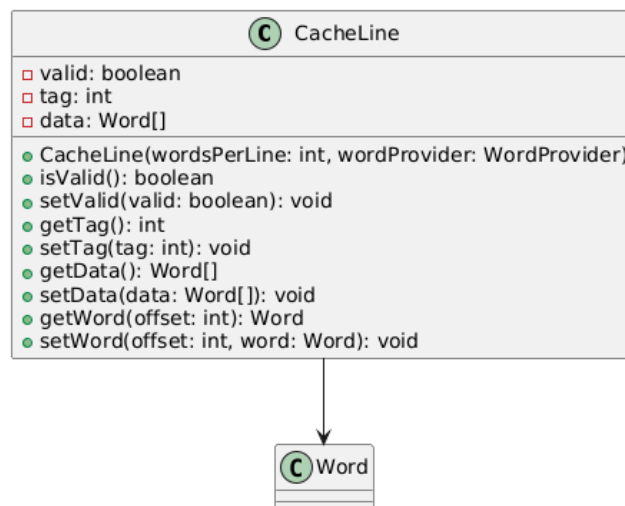 C CacheLine
valid: boolean
tag: int
data: Word[]
CacheLine(wordsPerLine: int, wordProvider: WordProvider)
isValid(): boolean
setValid(valid: boolean): void
getTag(): int
setTag(tag: int): void
getData(): Word[]
setData(data: Word[]): void
getWord(offset: int): Word
setWord(offset: int, word: Word): void
C Word